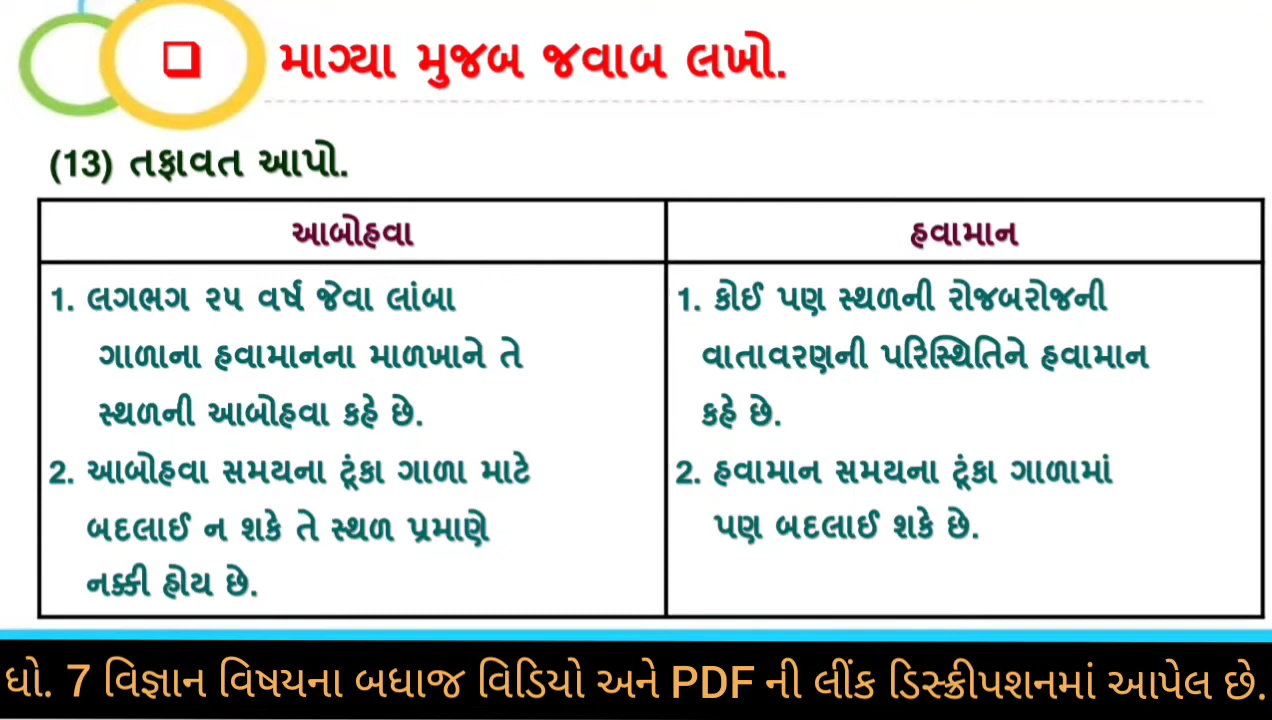 ❑ માગ્યા મુજબ જવાબ લખો.
(13) તફાવત આપો.
આબોહવા
હવામાન
1. લગભગ ૨૫ વર્ષ જેવા લાંબા
ગાળાના હવામાનના માળખાને તે
સ્થળની આબોહવા કહે છે.
2. આબોહવા સમયના ટૂંકા ગાળા માટે
બદલાઈ ન શકે તે સ્થળ પ્રમાણે
નક્કી હોય છે.
1. કોઈ પણ સ્થળની રોજબરોજની
વાતાવરણની પરિસ્થિતિને હવામાન
કહે છે.
2. હવામાન સમયના ટૂંકા ગાળામાં
પણ બદલાઈ શકે છે.
ધો. 7 વિજ્ઞાન વિષયના બધાજ વિડિયો અને PDF ની લીંક ડિસ્ક્રીપશનમાં આપેલ છે.